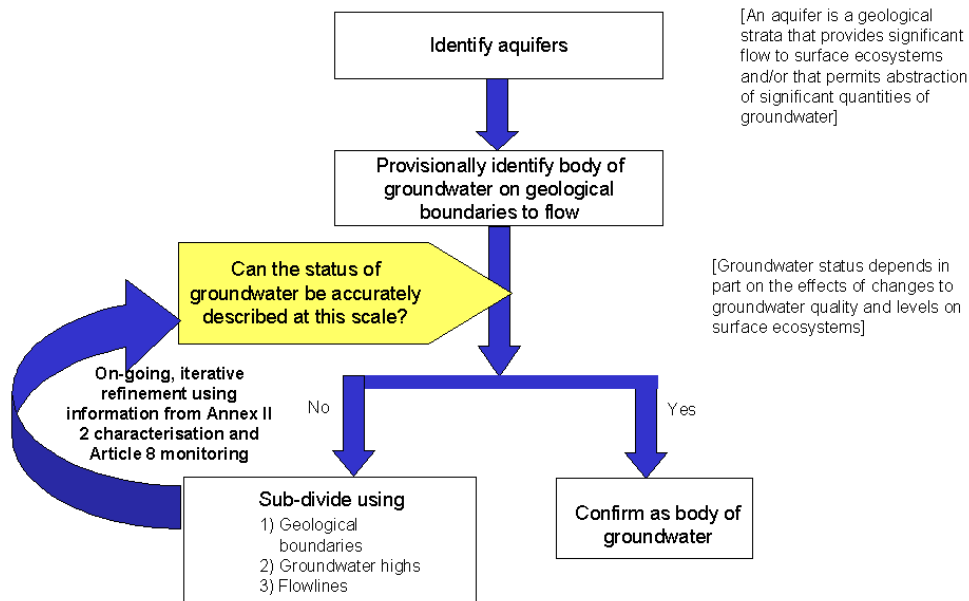 Identify aquifers
[An aquifer is a geological
strata that provides significant
flow to surface ecosystems
and/or that permits abstraction
of significant quantities of
groundwater]
Provisionally identify body of
groundwater on geological
boundaries to flow
Can the status of
groundwater be accurately
described at this scale?
[Groundwater status depends in
part on the effects of changes to
groundwater quality and levels on
surface ecosystems]
On-going, iterative
refinement using
information from Annex II
2 characterisation and
Article 8 monitoring
No
Yes
Sub-divide using
1) Geological
boundaries
2) Groundwater highs
3) Flowlines
Confirm as body of
groundwater